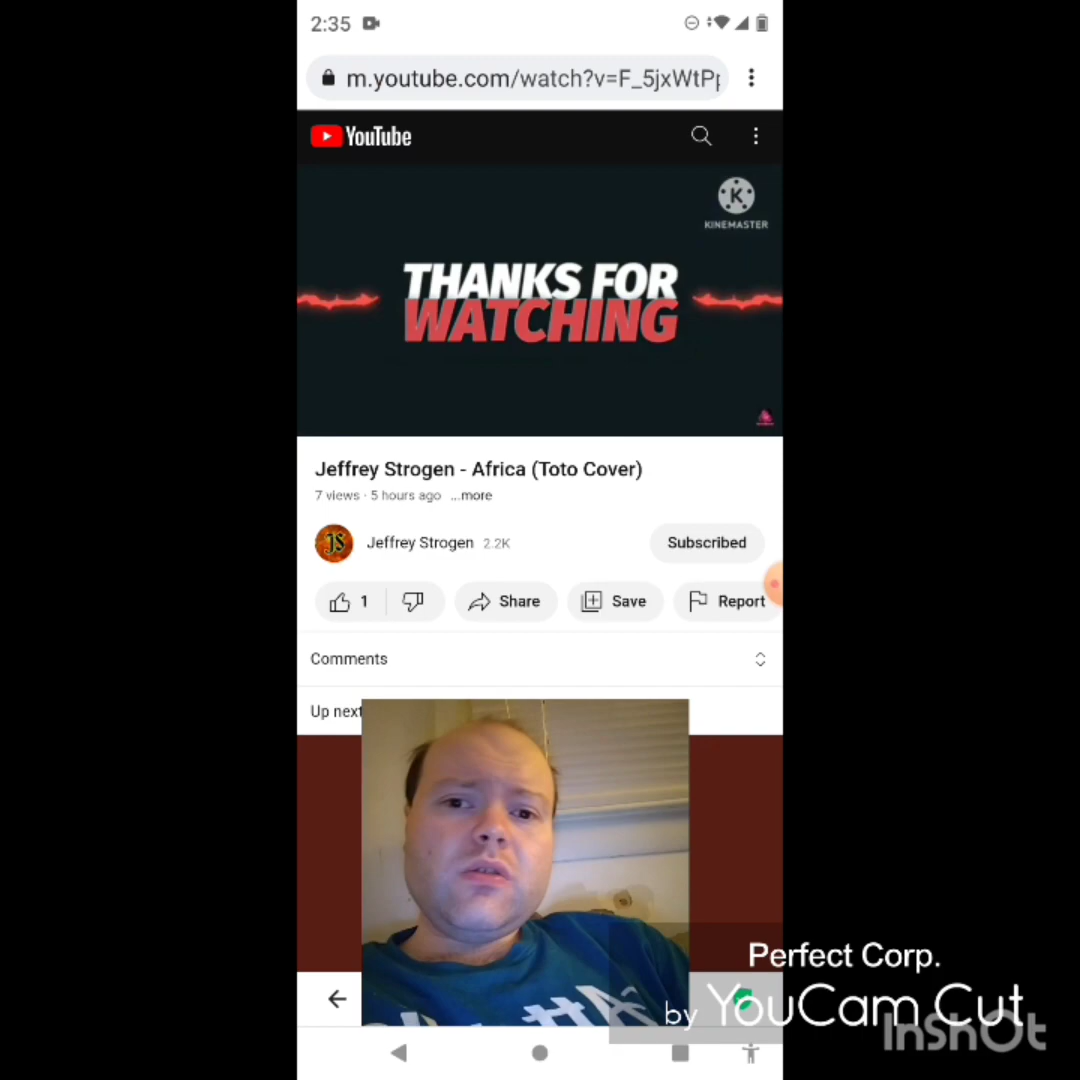 2:35
m.youtube.com/watch?v=F_5jxWtPp
YouTube
K
KINEMASTER
THANKS FOR
WATCHING
Jeffrey Strogen - Africa (Toto Cover)
7 views · 5 hours ago ...more
JS
Jeffrey Strogen 2.2K
Subscribed
1
Share
Save
Report
Comments
Up next
Perfect Corp.
by YouCam Cut
InShOt